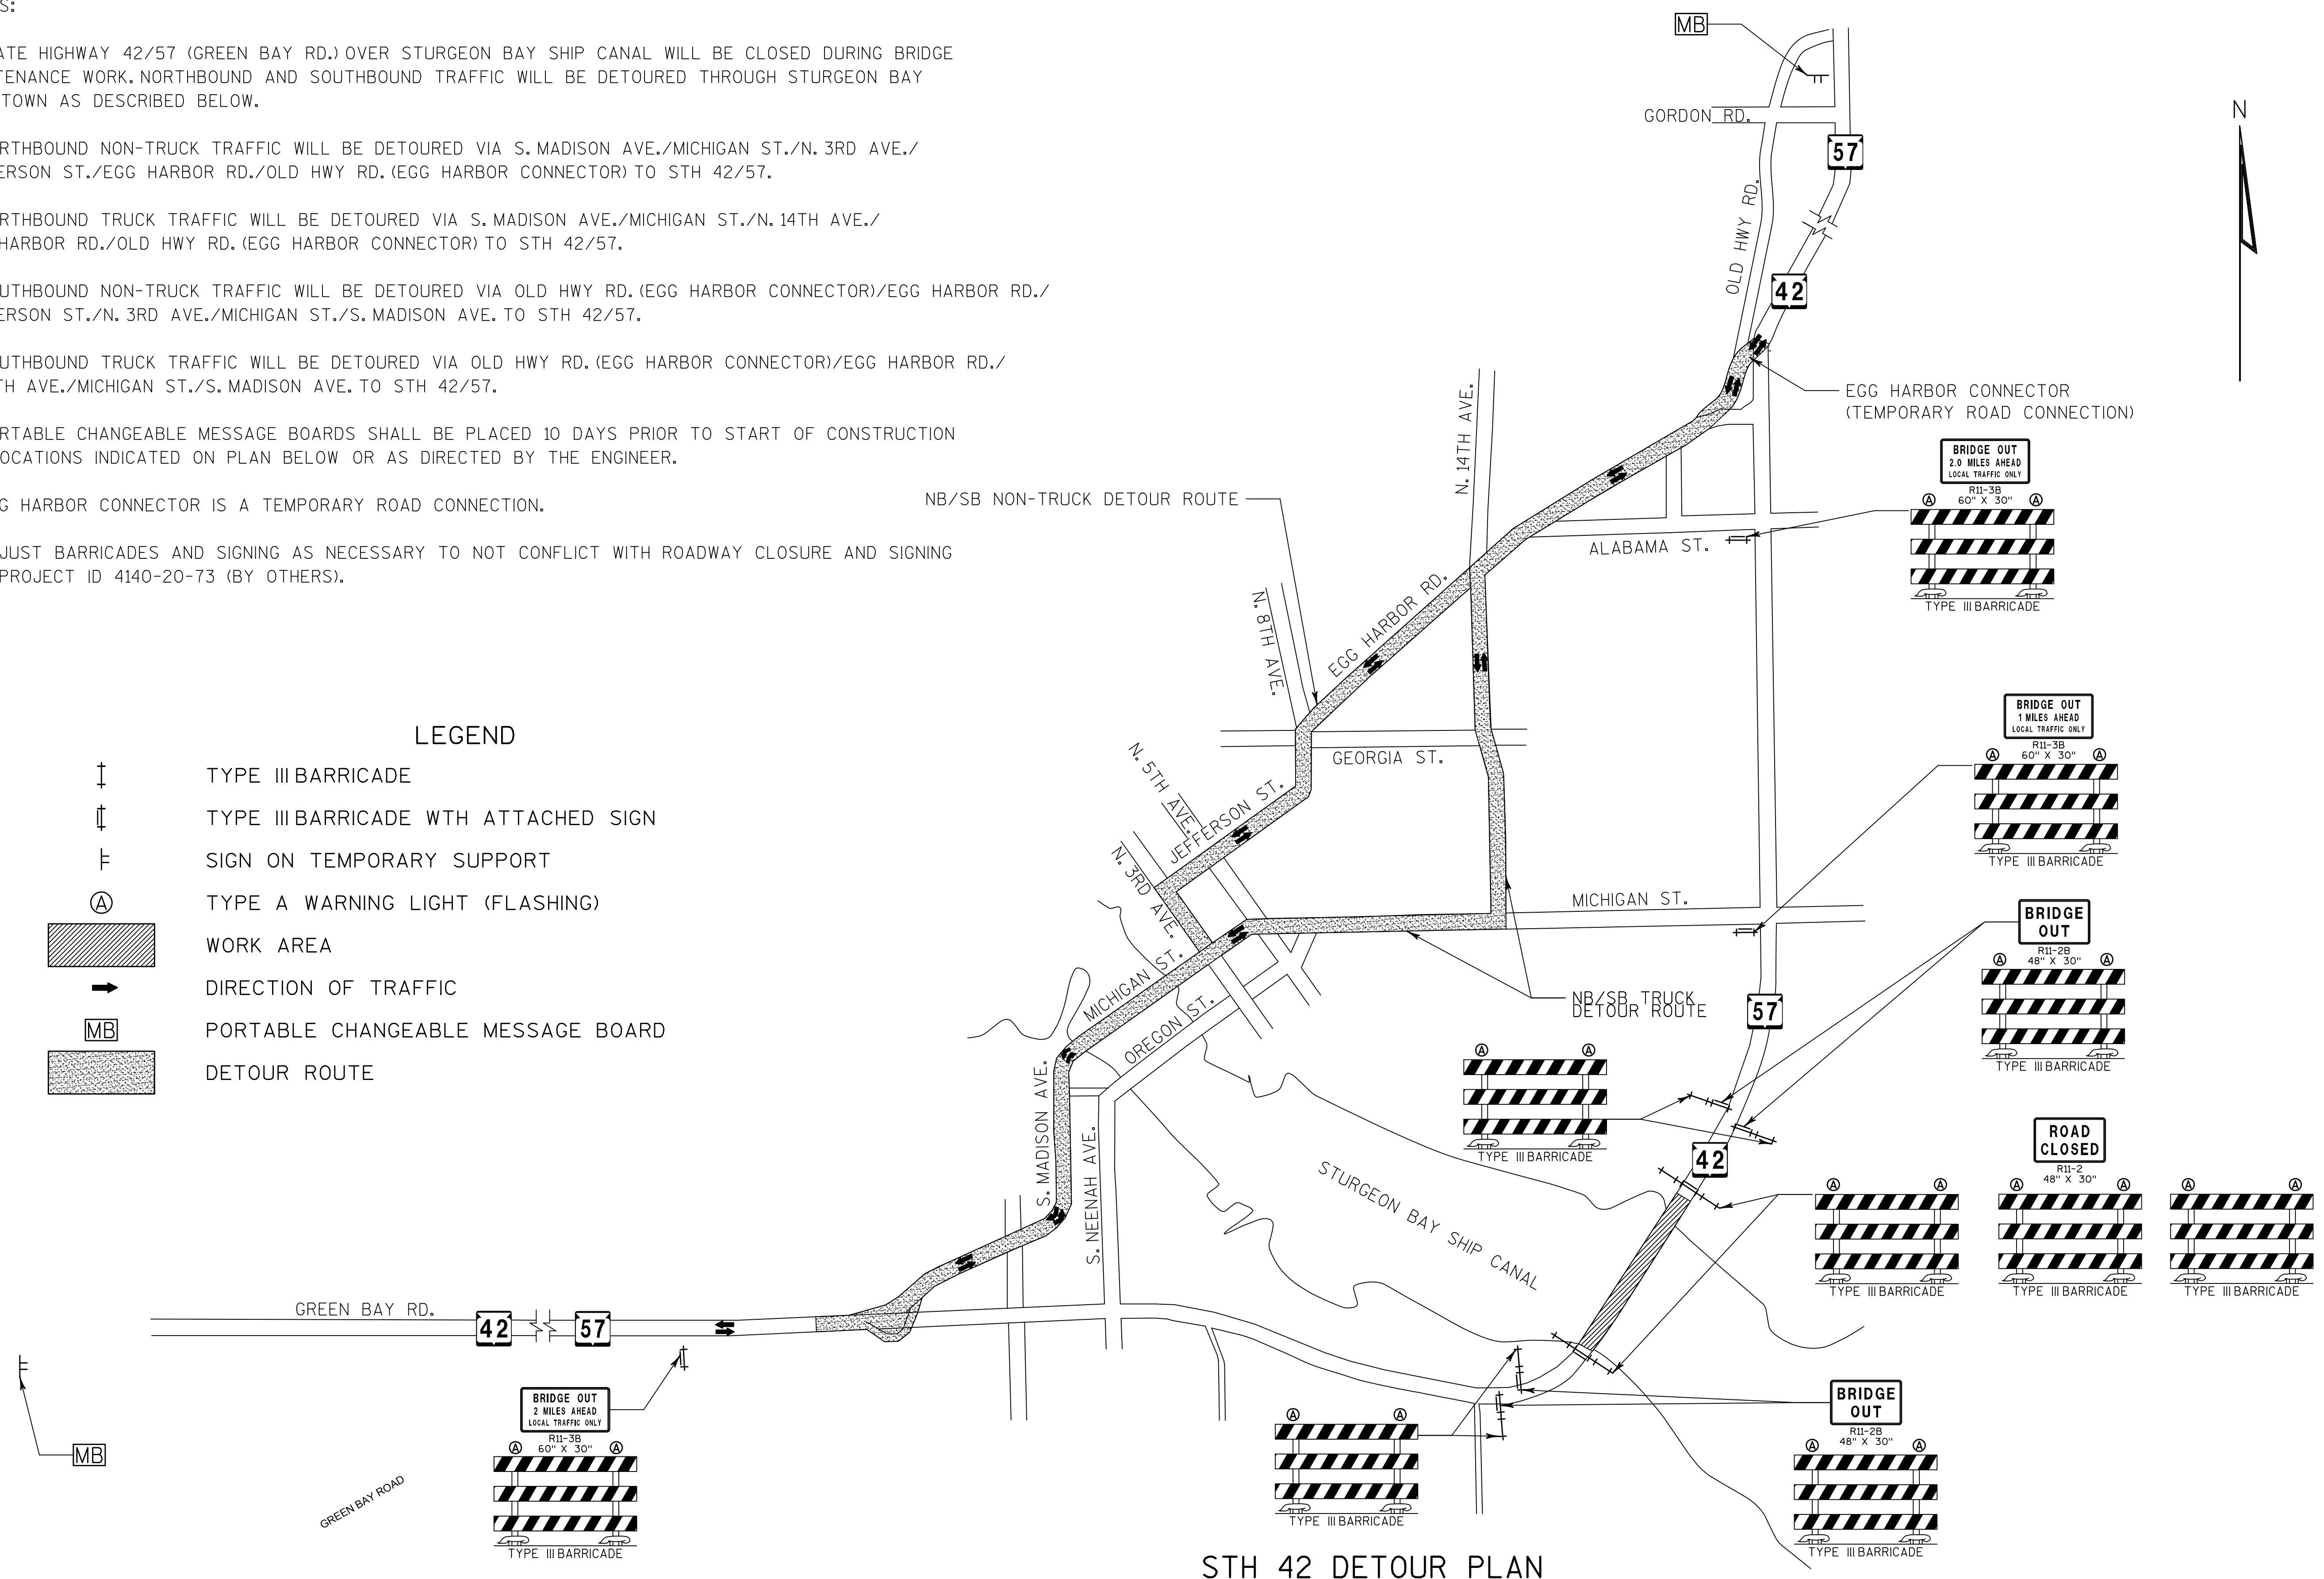 S:
ATE HIGHWAY 42/57 (GREEN BAY RD.) OVER STURGEON BAY SHIP CANAL WILL BE CLOSED DURING BRIDGE
TENANCE WORK. NORTHBOUND AND SOUTHBOUND TRAFFIC WILL BE DETOURED THROUGH STURGEON BAY
TOWN AS DESCRIBED BELOW.
RTHBOUND NON-TRUCK TRAFFIC WILL BE DETOURED VIA S. MADISON AVE./MICHIGAN ST./N. 3RD AVE./
ERSON ST./EGG HARBOR RD./OLD HWY RD. (EGG HARBOR CONNECTOR) TO STH 42/57.
RTHBOUND TRUCK TRAFFIC WILL BE DETOURED VIA S. MADISON AVE./MICHIGAN ST./N. 14TH AVE./
HARBOR RD./OLD HWY RD. (EGG HARBOR CONNECTOR) TO STH 42/57.
UTHBOUND NON-TRUCK TRAFFIC WILL BE DETOURED VIA OLD HWY RD. (EGG HARBOR CONNECTOR)/EGG HARBOR RD./
ERSON ST./N. 3RD AVE./MICHIGAN ST./S. MADISON AVE. TO STH 42/57.
UTHBOUND TRUCK TRAFFIC WILL BE DETOURED VIA OLD HWY RD. (EGG HARBOR CONNECTOR)/EGG HARBOR RD./
TH AVE./MICHIGAN ST./S. MADISON AVE. TO STH 42/57.
RTABLE CHANGEABLE MESSAGE BOARDS SHALL BE PLACED 10 DAYS PRIOR TO START OF CONSTRUCTION
OCATIONS INDICATED ON PLAN BELOW OR AS DIRECTED BY THE ENGINEER.
G HARBOR CONNECTOR IS A TEMPORARY ROAD CONNECTION.
JUST BARRICADES AND SIGNING AS NECESSARY TO NOT CONFLICT WITH ROADWAY CLOSURE AND SIGNING
PROJECT ID 4140-20-73 (BY OTHERS).
LEGEND
TYPE III BARRICADE
TYPE III BARRICADE WTH ATTACHED SIGN
SIGN ON TEMPORARY SUPPORT
A TYPE A WARNING LIGHT (FLASHING)
WORK AREA
DIRECTION OF TRAFFIC
MB PORTABLE CHANGEABLE MESSAGE BOARD
DETOUR ROUTE
MB
GORDON RD.
57
N
OLD HWY RD.
42
EGG HARBOR CONNECTOR
(TEMPORARY ROAD CONNECTION)
N. 14TH AVE.
BRIDGE OUT
2.0 MILES AHEAD
LOCAL TRAFFIC ONLY
R11-3B
60" X 30"
A A
TYPE III BARRICADE
NB/SB NON-TRUCK DETOUR ROUTE
ALABAMA ST.
EGG HARBOR RD.
N. 8TH AVE.
GEORGIA ST.
BRIDGE OUT
1 MILES AHEAD
LOCAL TRAFFIC ONLY
R11-3B
60" X 30"
A A
TYPE III BARRICADE
N. 5TH AVE.
JEFFERSON ST.
N. 3RD AVE.
MICHIGAN ST.
MICHIGAN ST.
OREGON ST.
NB/SB TRUCK
DETOUR ROUTE
57
BRIDGE
OUT
R11-2B
48" X 30"
A A
TYPE III BARRICADE
A A
TYPE III BARRICADE
42
ROAD
CLOSED
R11-2
48" X 30"
A A
A A
A A
TYPE III BARRICADE
TYPE III BARRICADE
TYPE III BARRICADE
S. MADISON AVE.
S. NEENAH AVE.
STURGEON BAY SHIP CANAL
GREEN BAY RD.
42
57
BRIDGE OUT
2 MILES AHEAD
LOCAL TRAFFIC ONLY
R11-3B
60" X 30"
A A
TYPE III BARRICADE
MB
GREEN BAY ROAD
A A
TYPE III BARRICADE
BRIDGE
OUT
R11-2B
48" X 30"
A A
TYPE III BARRICADE
STH 42 DETOUR PLAN